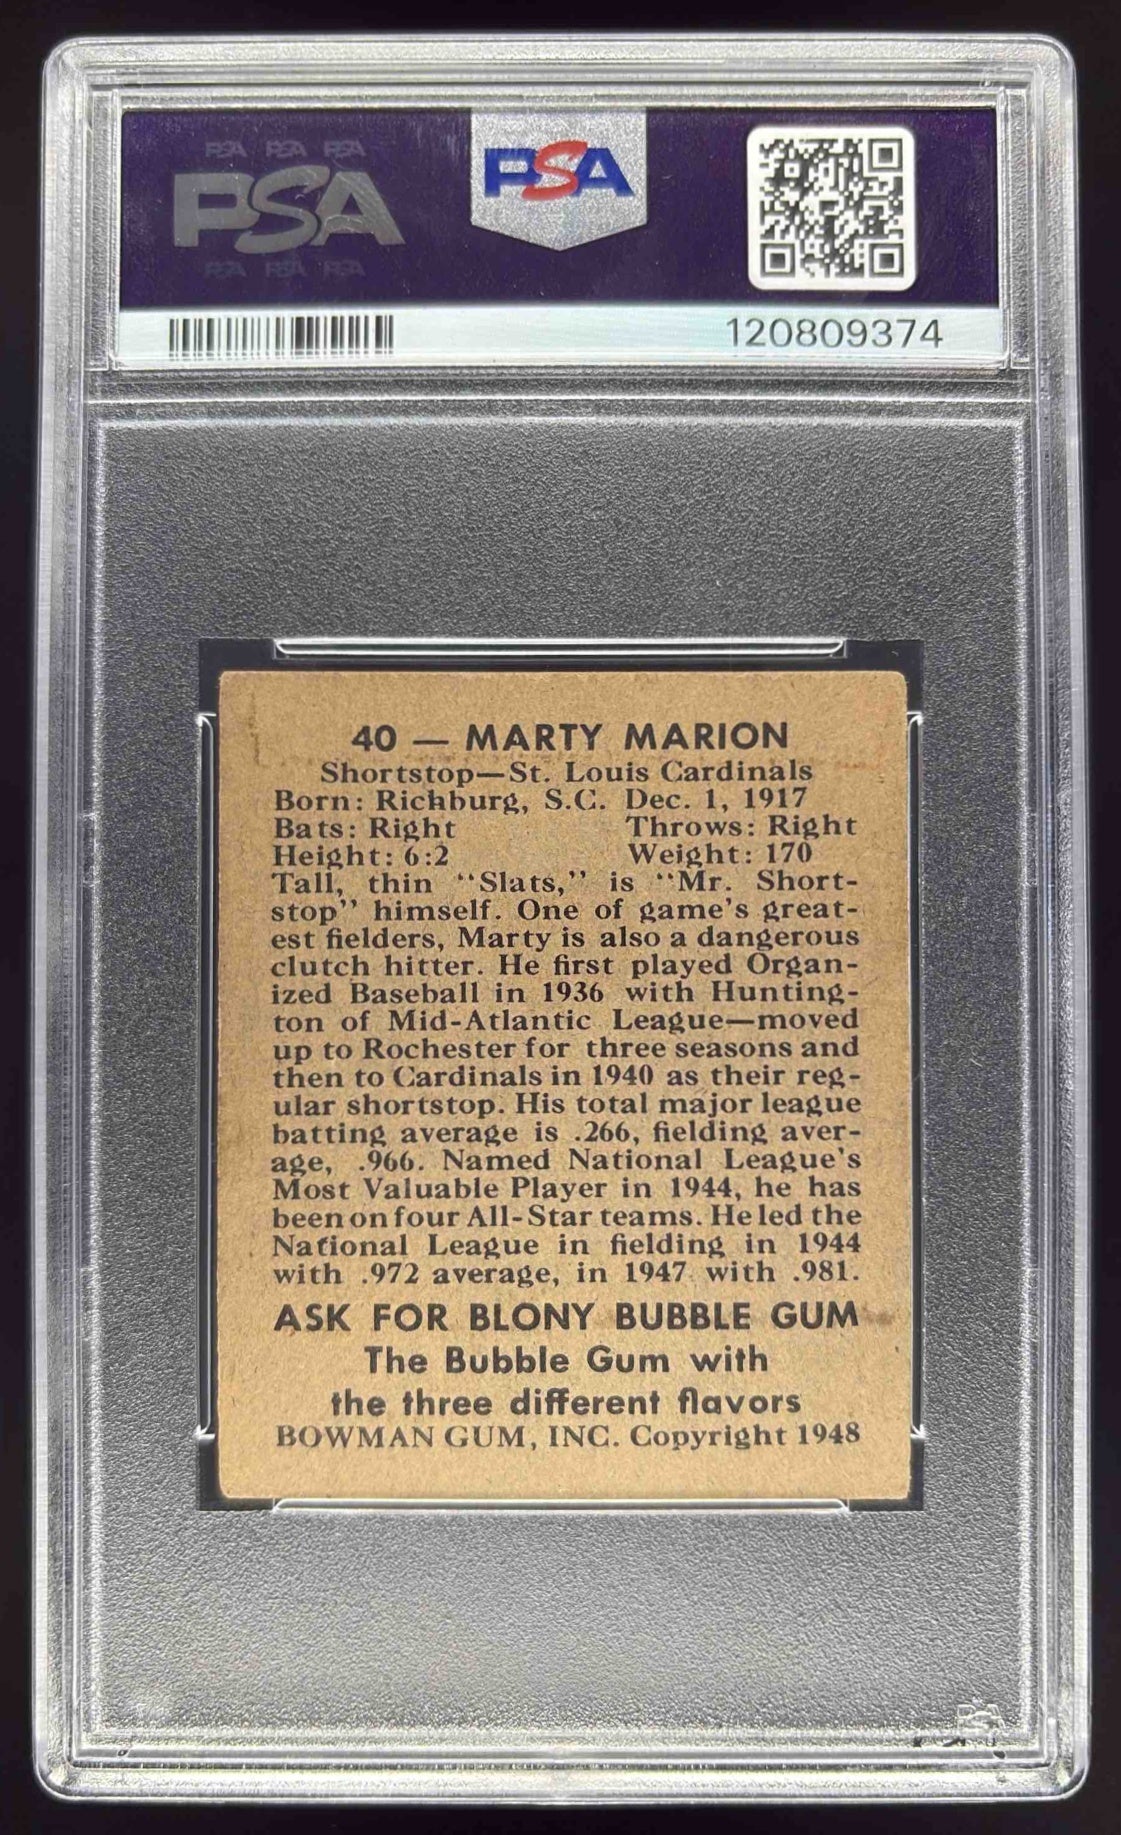 PSA PSA PSA
PSA
PSA PSA PSA
PSA
120809374
40 — MARTY MARION
Shortstop—St. Louis Cardinals
Born: Richburg, S.C. Dec. 1, 1917
Bats: Right Throws: Right
Height: 6:2 Weight: 170
Tall, thin "Slats," is "Mr. Short-
stop" himself. One of game's great-
est fielders, Marty is also a dangerous
clutch hitter. He first played Organ-
ized Baseball in 1936 with Hunting-
ton of Mid-Atlantic League—moved
up to Rochester for three seasons and
then to Cardinals in 1940 as their reg-
ular shortstop. His total major league
batting average is .266, fielding aver-
age, .966. Named National League's
Most Valuable Player in 1944, he has
been on four All-Star teams. He led the
National League in fielding in 1944
with .972 average, in 1947 with .981.
ASK FOR BLONY BUBBLE GUM
The Bubble Gum with
the three different flavors
BOWMAN GUM, INC. Copyright 1948
PSA